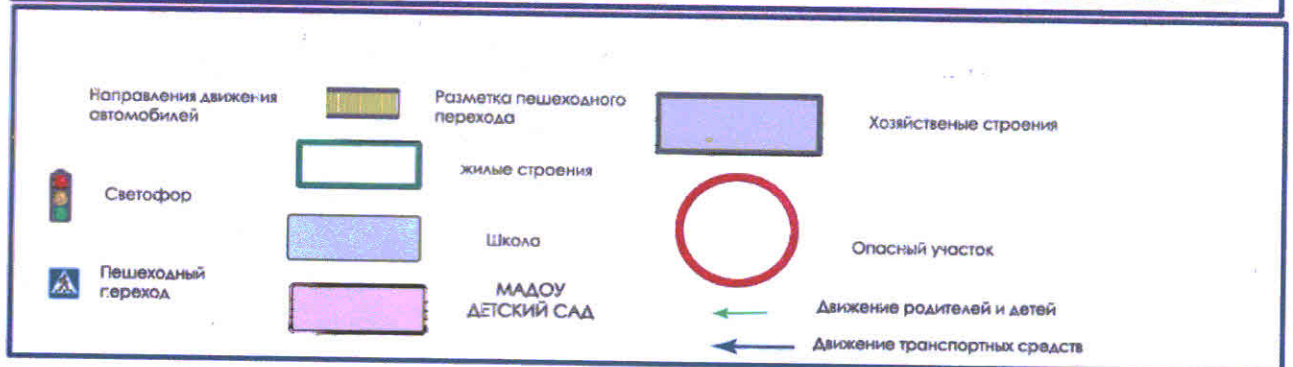 Направления движения
автомобилей
Светофор
Пешеходный
переход
Разметка пешеходного
перехода
жилые строения
Школа
МАДОУ
ДЕТСКИЙ САД
Хозяйственые строения
Опасный участок
Движение родителей и детей
Движение транспортных средств